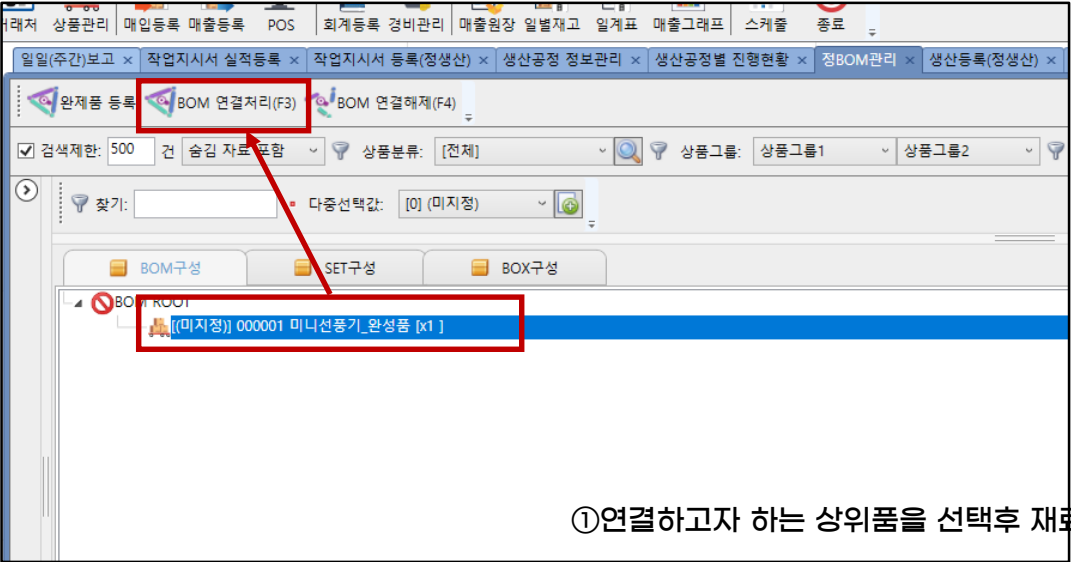 거래처 상품관리 매입등록 매출등록 POS 회계등록 경비관리 매출원장 일별재고 일계표 매출그래프 스케줄 종료
일일(주간)보고 × 작업지시서 실적등록 × 작업지시서 등록(정생산) × 생산공정 정보관리 × 생산공정별 진행현황 × 정BOM관리 × 생산등록(정생산) ×
완제품 등록 BOM 연결처리(F3) BOM 연결해제(F4)
검색제한: 500 건 숨김 자료 포함 상품분류: [전체] 상품그룹: 상품그룹1 상품그룹2
찾기: 다중선택값: [0] (미지정)
BOM구성 SET구성 BOX구성
BOM ROOT
[(미지정)] 000001 미니선풍기_완성품 [x1 ]
①연결하고자 하는 상위품을 선택후 재료